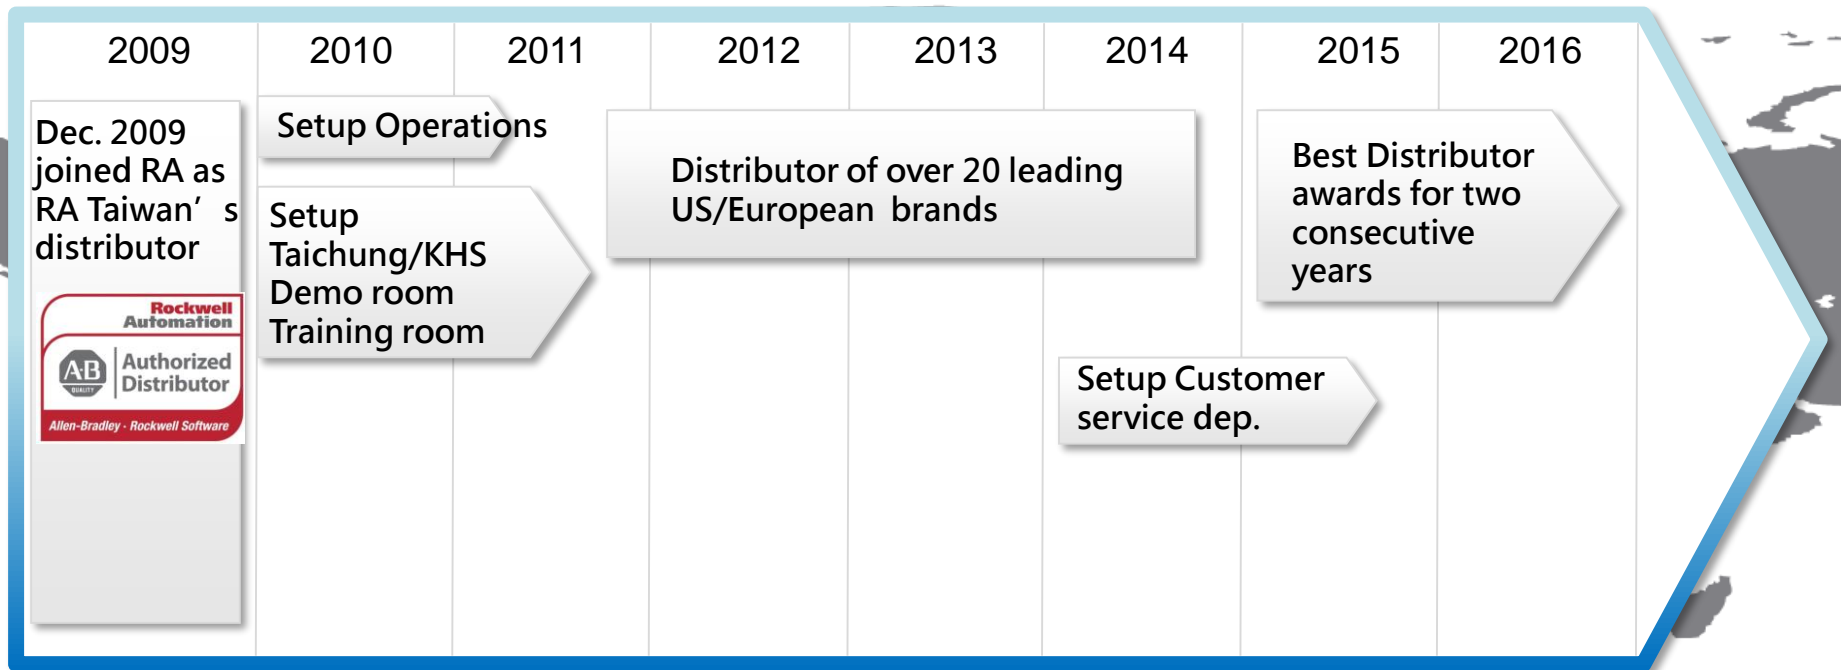 2009 2010 2011 2012 2013 2014 2015 2016
Dec. 2009
joined RA as
RA Taiwan’s
distributor
Rockwell
Automation
A·B
QUALITY
Authorized
Distributor
Allen-Bradley · Rockwell Software
Setup Operations
Setup
Taichung/KHS
Demo room
Training room
Distributor of over 20 leading
US/European brands
Setup Customer
service dep.
Best Distributor
awards for two
consecutive
years